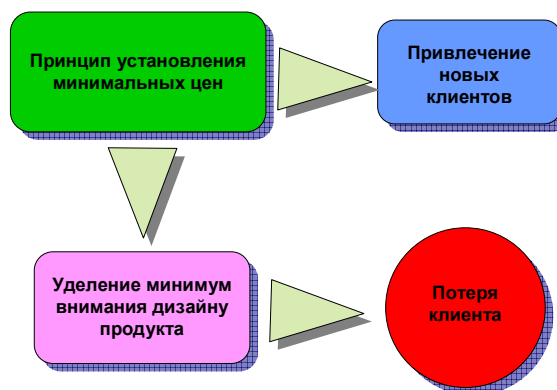 Принцип установления
минимальных цен
Привлечение
новых
клиентов
Уделение минимум
внимания дизайну
продукта
Потеря
клиента